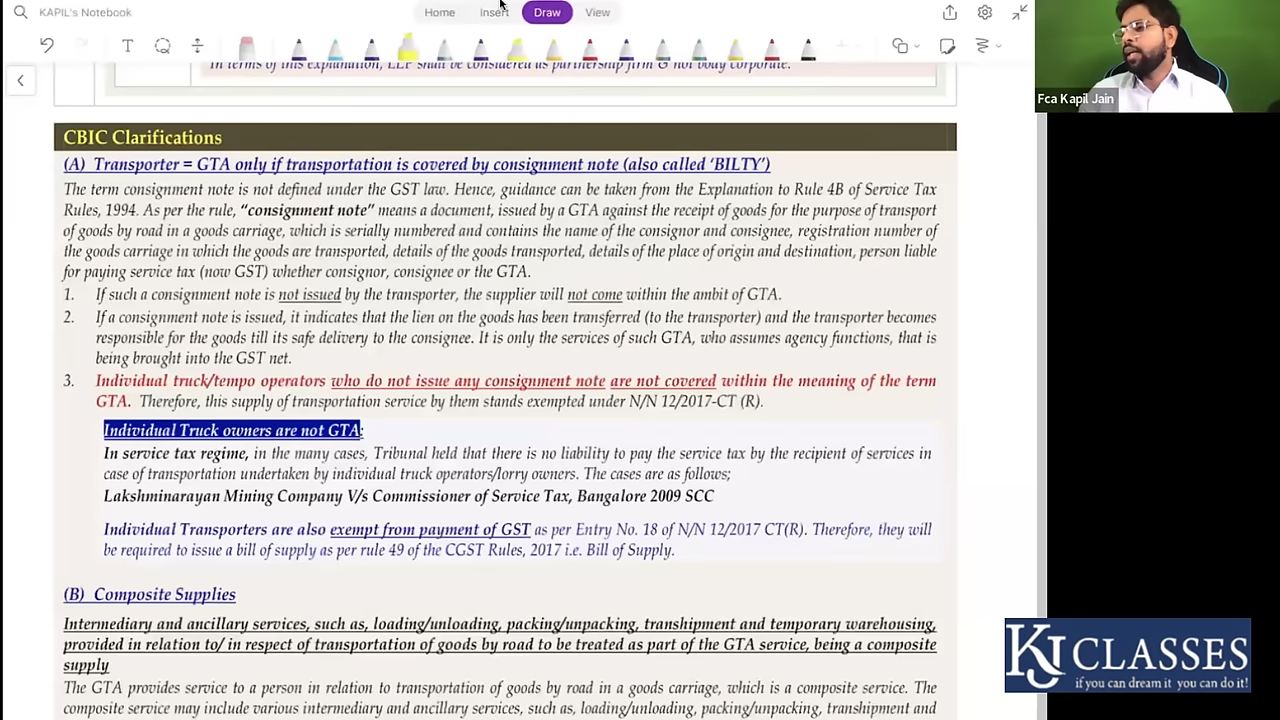 KAPIL's Notebook
Home
Insert
Draw
View
Fca Kapil Jain
In terms of this explanation, LLP shall be considered as partnership firm & not body corporate.
CBIC Clarifications
(A) Transporter = GTA only if transportation is covered by consignment note (also called 'BILTY')
The term consignment note is not defined under the GST law. Hence, guidance can be taken from the Explanation to Rule 4B of Service Tax
Rules, 1994. As per the rule, "consignment note" means a document, issued by a GTA against the receipt of goods for the purpose of transport
of goods by road in a goods carriage, which is serially numbered and contains the name of the consignor and consignee, registration number of
the goods carriage in which the goods are transported, details of the goods transported, details of the place of origin and destination, person liable
for paying service tax (now GST) whether consignor, consignee or the GTA.
1. If such a consignment note is not issued by the transporter, the supplier will not come within the ambit of GTA.
2. If a consignment note is issued, it indicates that the lien on the goods has been transferred (to the transporter) and the transporter becomes
responsible for the goods till its safe delivery to the consignee. It is only the services of such GTA, who assumes agency functions, that is
being brought into the GST net.
3. Individual truck/tempo operators who do not issue any consignment note are not covered within the meaning of the term
GTA. Therefore, this supply of transportation service by them stands exempted under N/N 12/2017-CT (R).
Individual Truck owners are not GTA:
In service tax regime, in the many cases, Tribunal held that there is no liability to pay the service tax by the recipient of services in
case of transportation undertaken by individual truck operators/lorry owners. The cases are as follows;
Lakshminarayan Mining Company V/s Commissioner of Service Tax, Bangalore 2009 SCC
Individual Transporters are also exempt from payment of GST as per Entry No. 18 of N/N 12/2017 CT(R). Therefore, they will
be required to issue a bill of supply as per rule 49 of the CGST Rules, 2017 i.e. Bill of Supply.
(B) Composite Supplies
Intermediary and ancillary services, such as, loading/unloading, packing/unpacking, transhipment and temporary warehousing,
provided in relation to/ in respect of transportation of goods by road to be treated as part of the GTA service, being a composite
supply
The GTA provides service to a person in relation to transportation of goods by road in a goods carriage, which is a composite service. The
composite service may include various intermediary and ancillary services, such as, loading/unloading, packing/unpacking, transhipment and
KJ CLASSES
if you can dream it you can do it!